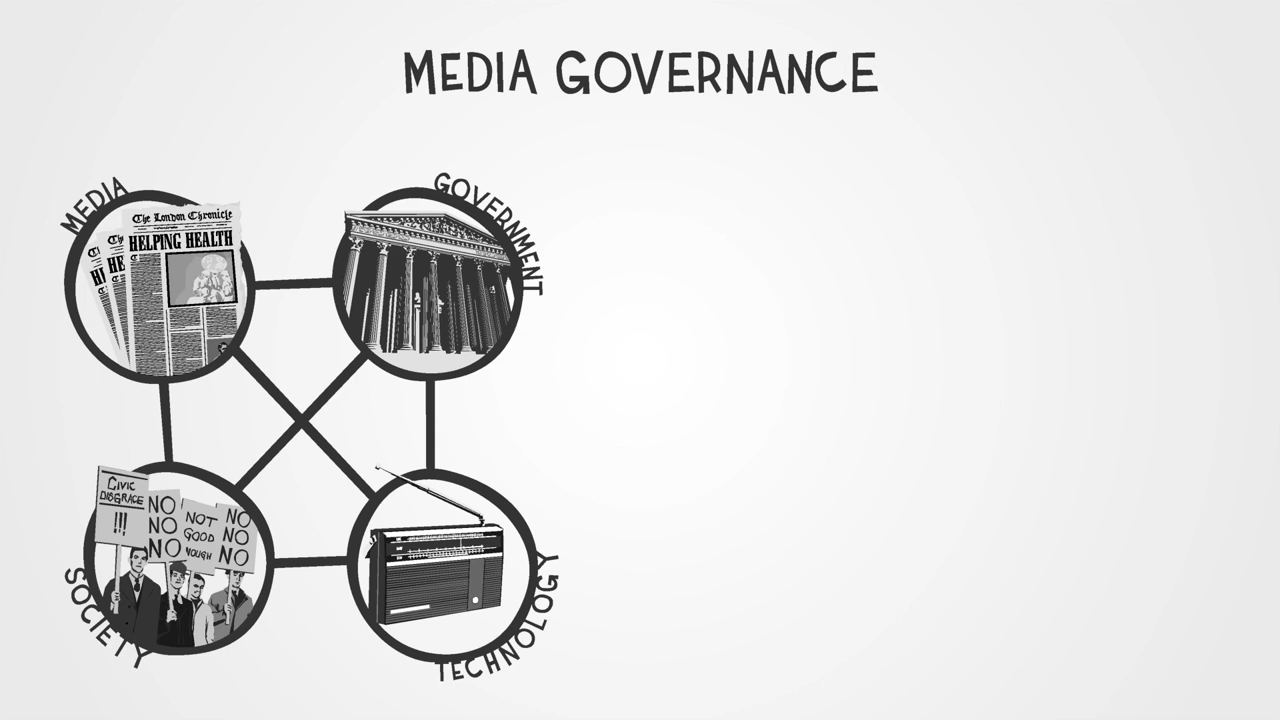 MEDIA GOVERNANCE
MEDIA
The London Chronicle
HELPING HEALTH
GOVERNMENT
CIVIC
DISGRACE
!!!
NO
NO
NO
NOT
GOOD
NOUGH
NO
NO
NO
SOCIETY
TECHNOLOGY